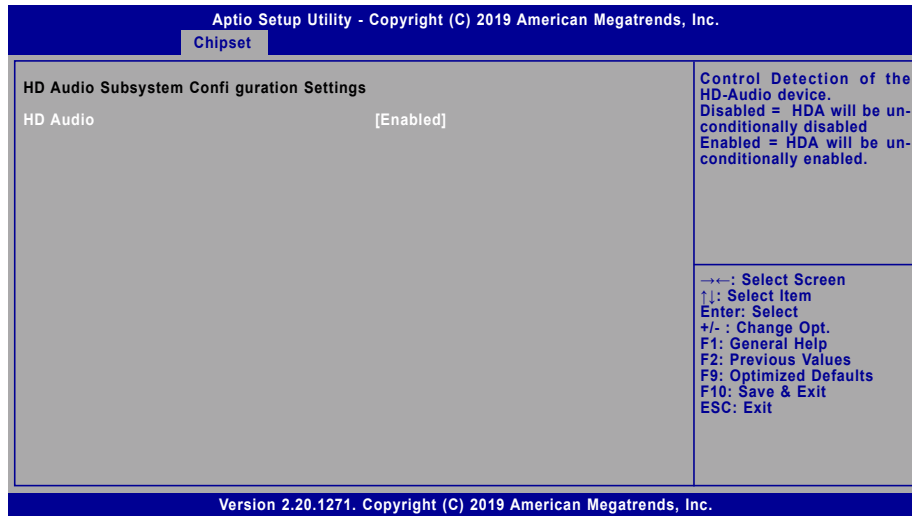 Aptio Setup Utility - Copyright (C) 2019 American Megatrends, Inc.
Chipset
HD Audio Subsystem Confi guration Settings
HD Audio [Enabled]
Control Detection of the
HD-Audio device.
Disabled = HDA will be un-
conditionally disabled
Enabled = HDA will be un-
conditionally enabled.
→←: Select Screen
↑↓: Select Item
Enter: Select
+/- : Change Opt.
F1: General Help
F2: Previous Values
F9: Optimized Defaults
F10: Save & Exit
ESC: Exit
Version 2.20.1271. Copyright (C) 2019 American Megatrends, Inc.